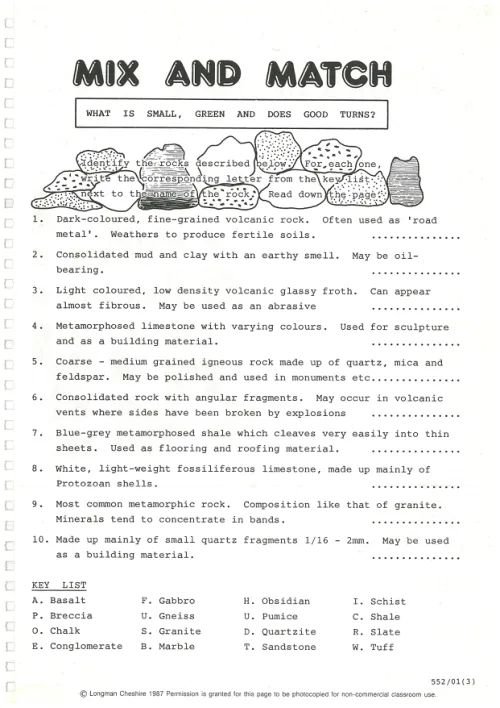 MIX AND MATCH
WHAT IS SMALL, GREEN AND DOES GOOD TURNS?
Identify the rocks described below. For each one,
write the corresponding letter from the key list
next to the name of the rock. Read down the page.
1. Dark-coloured, fine-grained volcanic rock. Often used as 'road
metal'. Weathers to produce fertile soils. ..............
2. Consolidated mud and clay with an earthy smell. May be oil-
bearing. ..............
3. Light coloured, low density volcanic glassy froth. Can appear
almost fibrous. May be used as an abrasive ..............
4. Metamorphosed limestone with varying colours. Used for sculpture
and as a building material. ..............
5. Coarse - medium grained igneous rock made up of quartz, mica and
feldspar. May be polished and used in monuments etc..............
6. Consolidated rock with angular fragments. May occur in volcanic
vents where sides have been broken by explosions ..............
7. Blue-grey metamorphosed shale which cleaves very easily into thin
sheets. Used as flooring and roofing material. ..............
8. White, light-weight fossiliferous limestone, made up mainly of
Protozoan shells. ..............
9. Most common metamorphic rock. Composition like that of granite.
Minerals tend to concentrate in bands. ..............
10. Made up mainly of small quartz fragments 1/16 - 2mm. May be used
as a building material. ..............
KEY LIST
A. Basalt F. Gabbro H. Obsidian I. Schist
P. Breccia U. Gneiss U. Pumice C. Shale
O. Chalk S. Granite D. Quartzite R. Slate
E. Conglomerate B. Marble T. Sandstone W. Tuff
552/01(3)
© Longman Cheshire 1987 Permission is granted for this page to be photocopied for non-commercial classroom use.